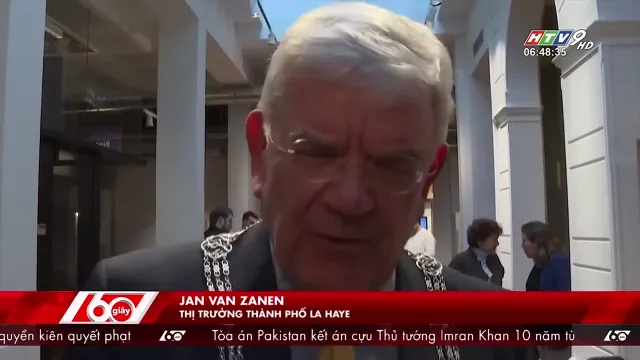 HTV9 HD
06:48:35
60 giây
JAN VAN ZANEN
THỊ TRƯỞNG THÀNH PHỐ LA HAYE
quyền kiên quyết phạt Tòa án Pakistan kết án cựu Thủ tướng Imran Khan 10 năm tù 60